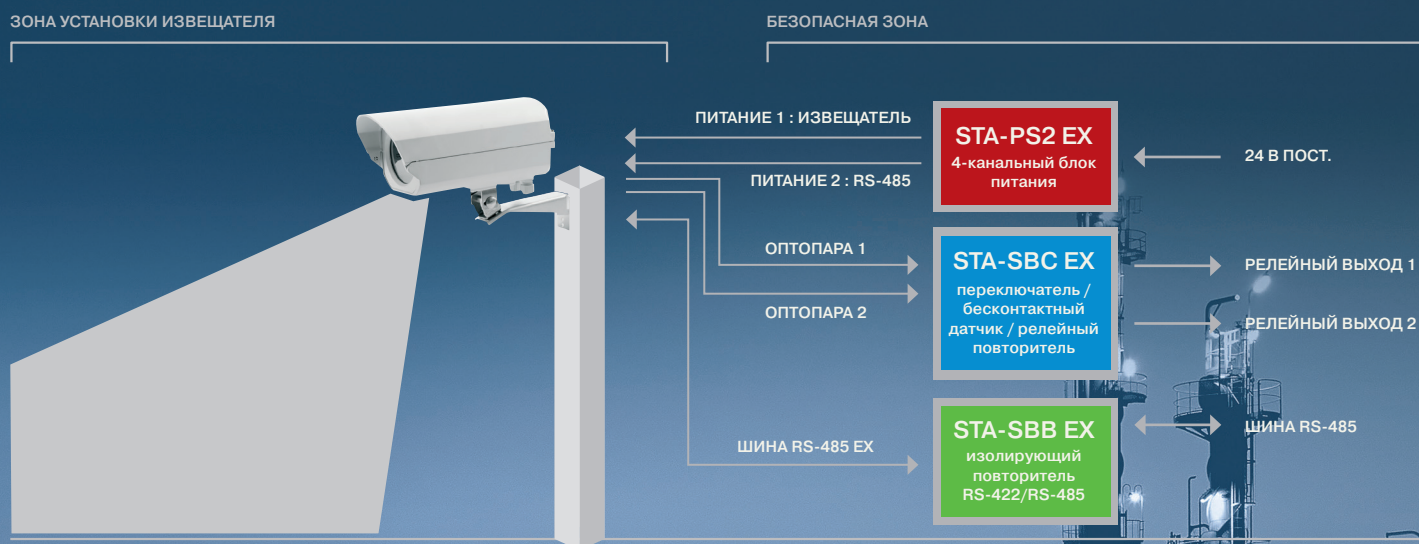 ЗОНА УСТАНОВКИ ИЗВЕЩАТЕЛЯ
БЕЗОПАСНАЯ ЗОНА
ПИТАНИЕ 1 : ИЗВЕЩАТЕЛЬ
ПИТАНИЕ 2 : RS-485
STA-PS2 EX
4-канальный блок
питания
24 В ПОСТ.
ОПТОПАРА 1
ОПТОПАРА 2
STA-SBC EX
переключатель /
бесконтактный
датчик / релейный
повторитель
РЕЛЕЙНЫЙ ВЫХОД 1
РЕЛЕЙНЫЙ ВЫХОД 2
ШИНА RS-485 EX
STA-SBB EX
изолирующий
повторитель
RS-422/RS-485
ШИНА RS-485